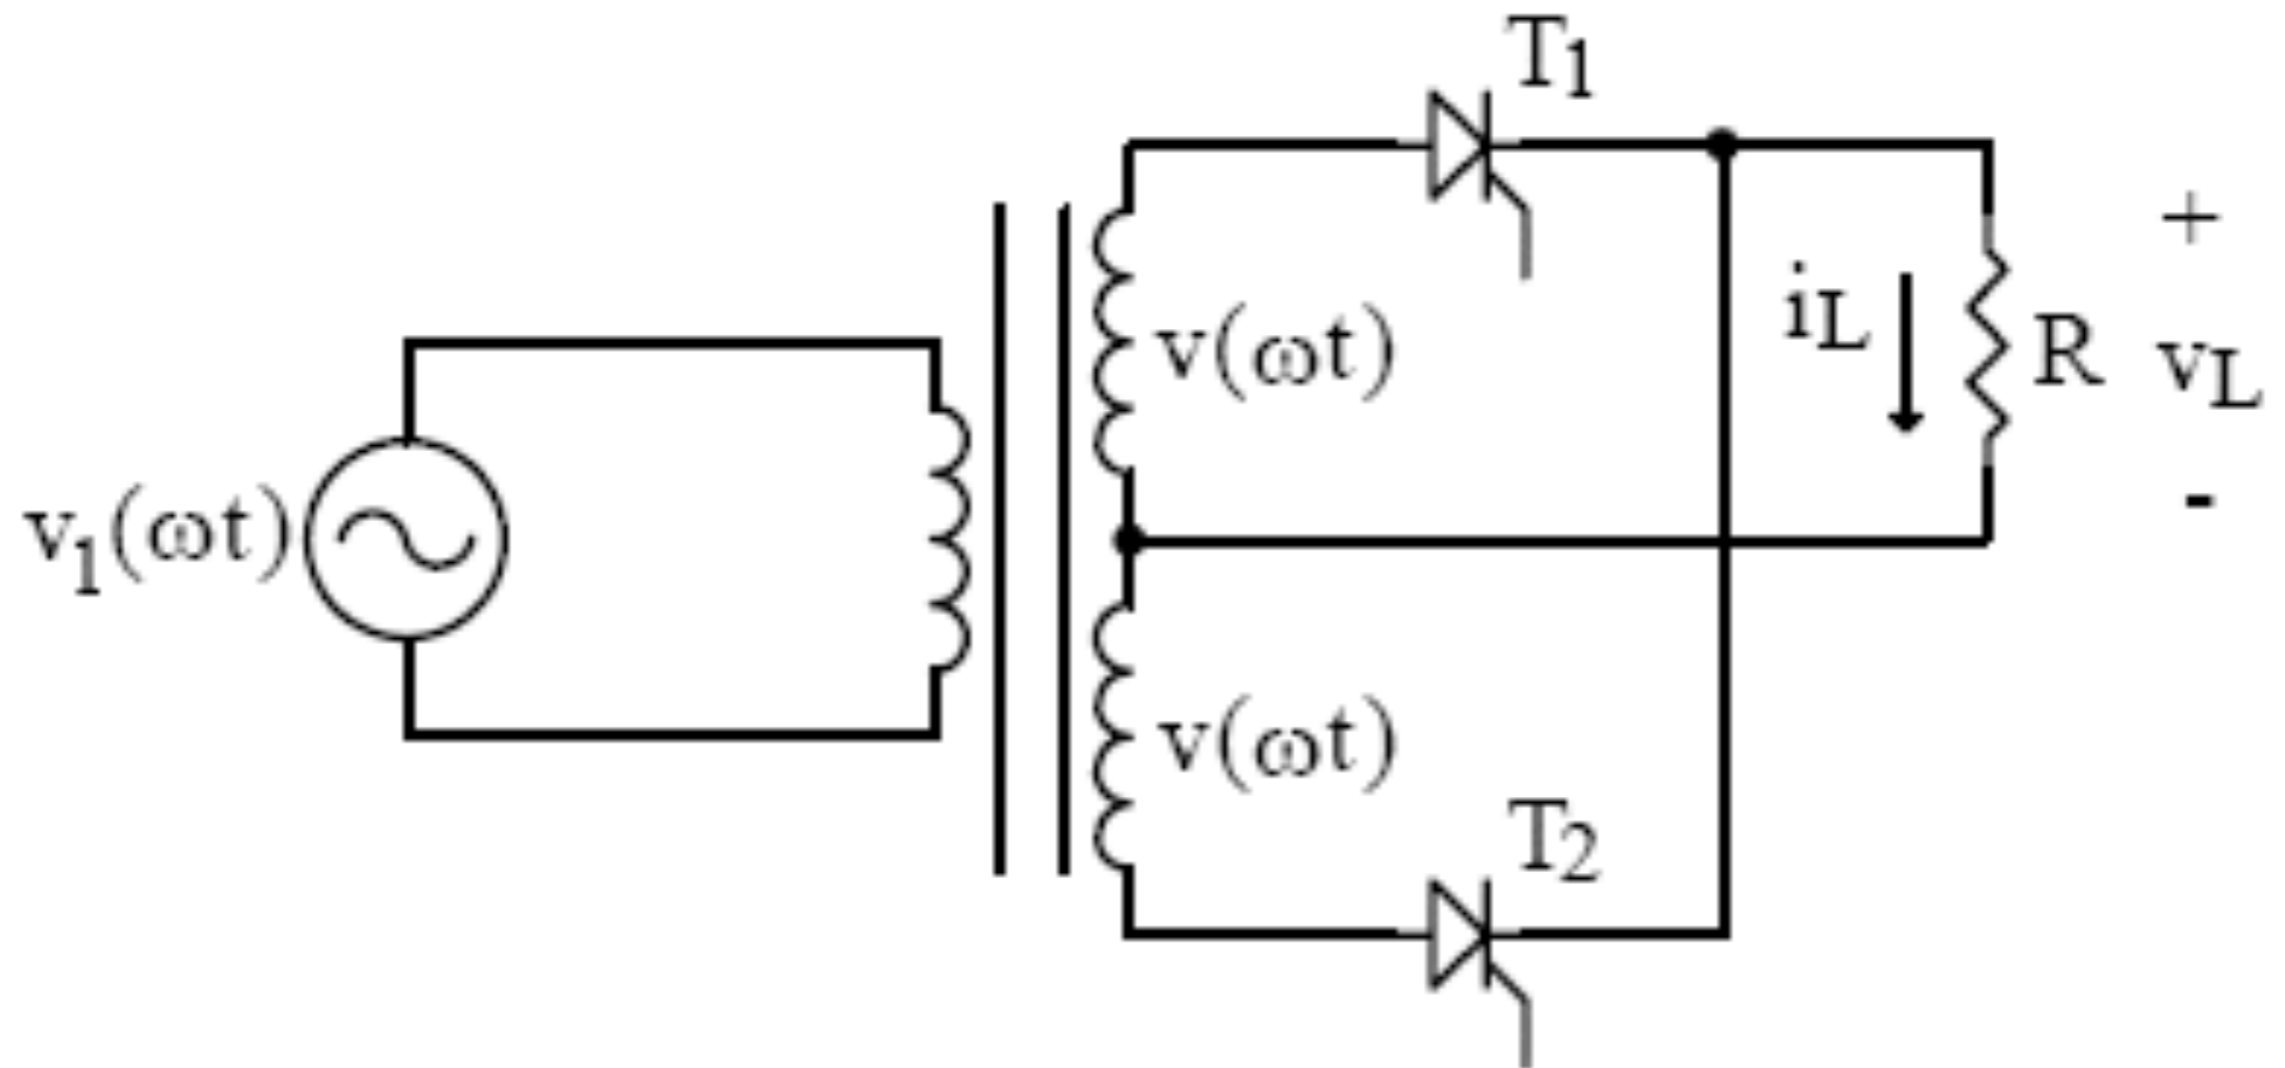 T1
v(ωt)
iL
R
+
vL
-
v1(ωt)
v(ωt)
T2